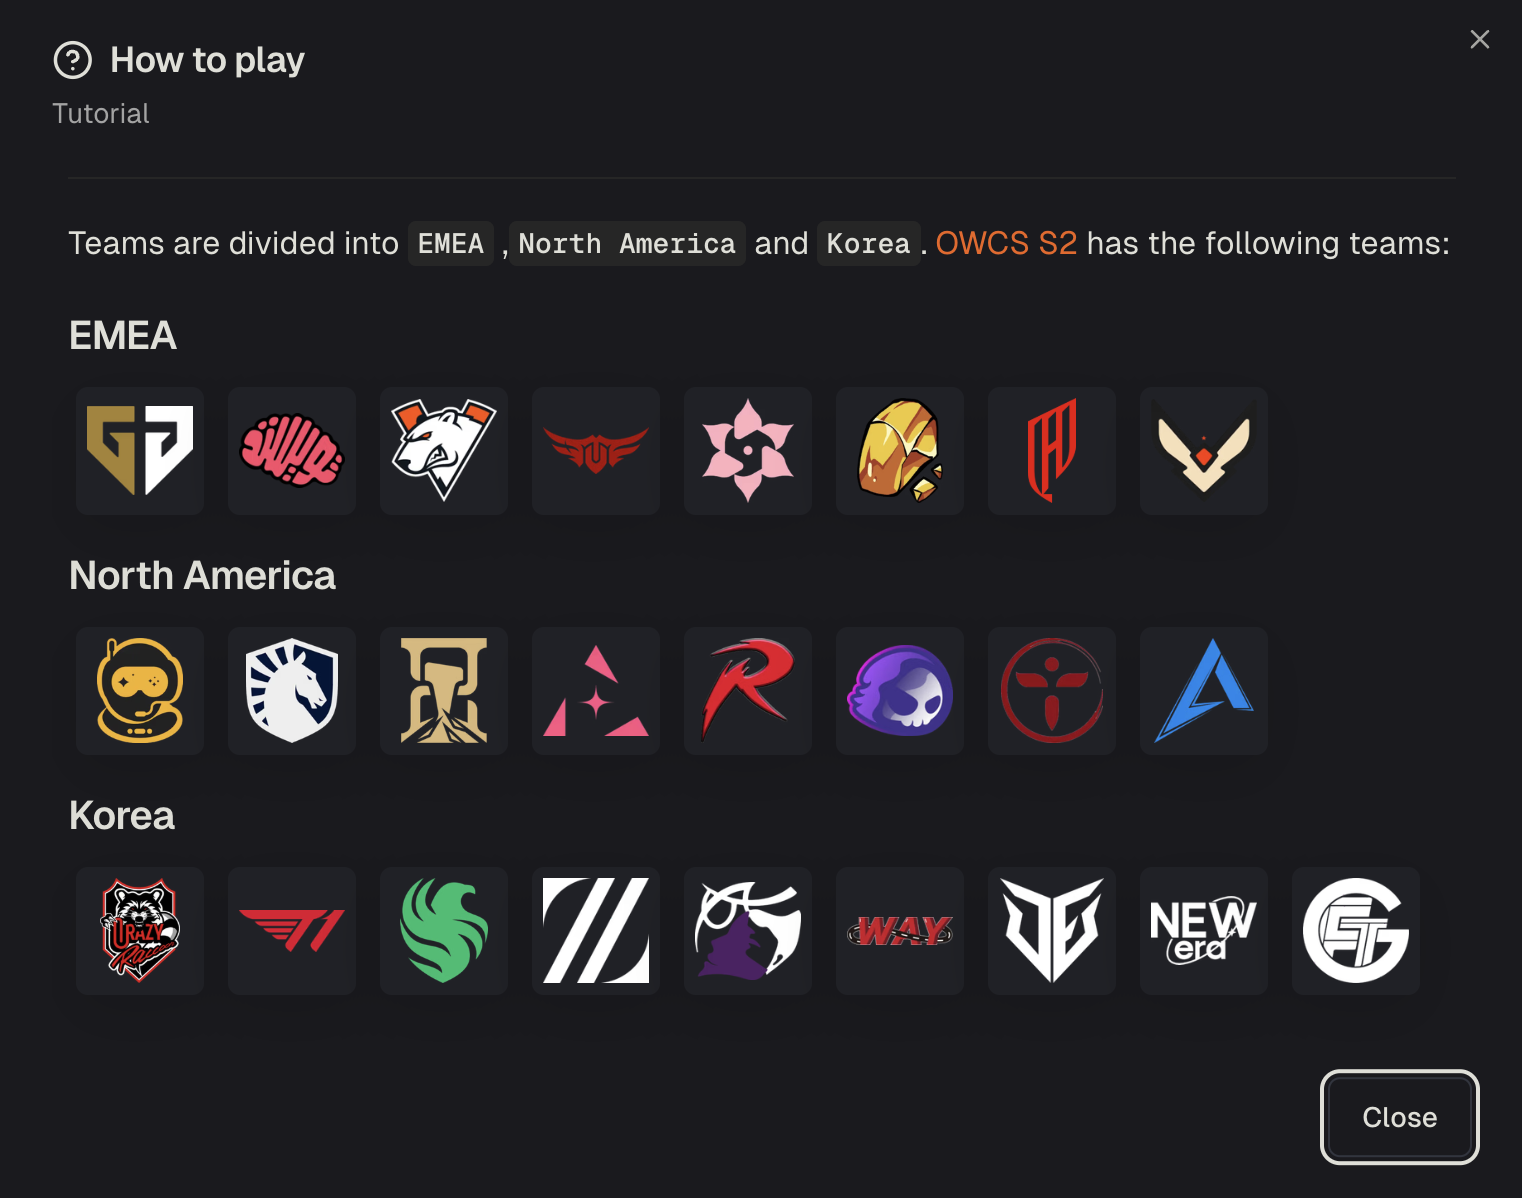 How to play
Tutorial
Teams are divided into EMEA ,North America and Korea. OWCS S2 has the following teams:
EMEA
North America
Korea
CRAZY
T1
WAY
NEW
era
Close